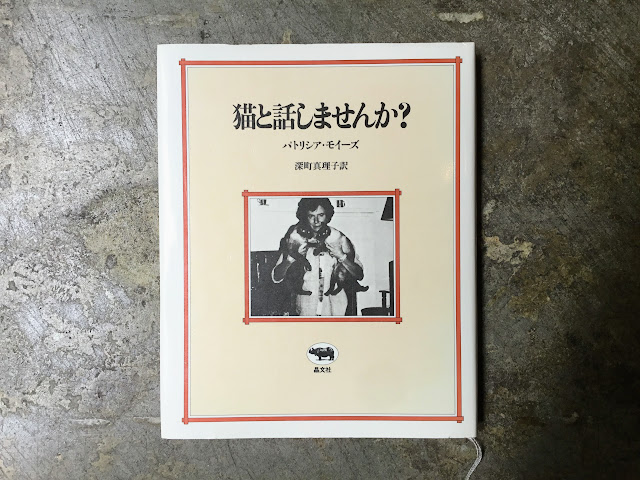 猫と話しませんか?
パトリシア・モイーズ
深町眞理子訳
晶文社